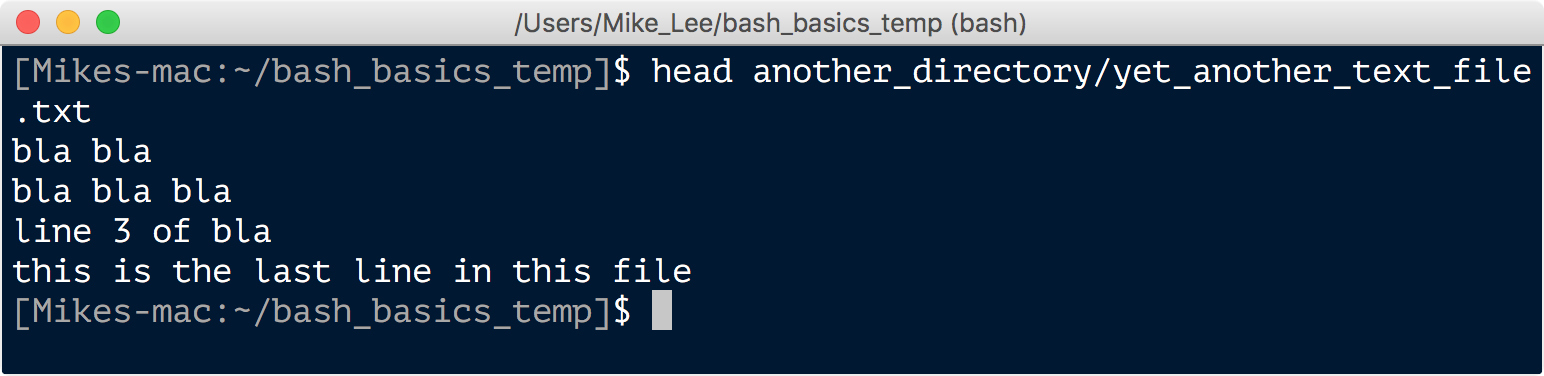 /Users/Mike_Lee/bash_basics_temp (bash)
[Mikes-mac:~/bash_basics_temp]$ head another_directory/yet_another_text_file
.txt
bla bla
bla bla bla
line 3 of bla
this is the last line in this file
[Mikes-mac:~/bash_basics_temp]$